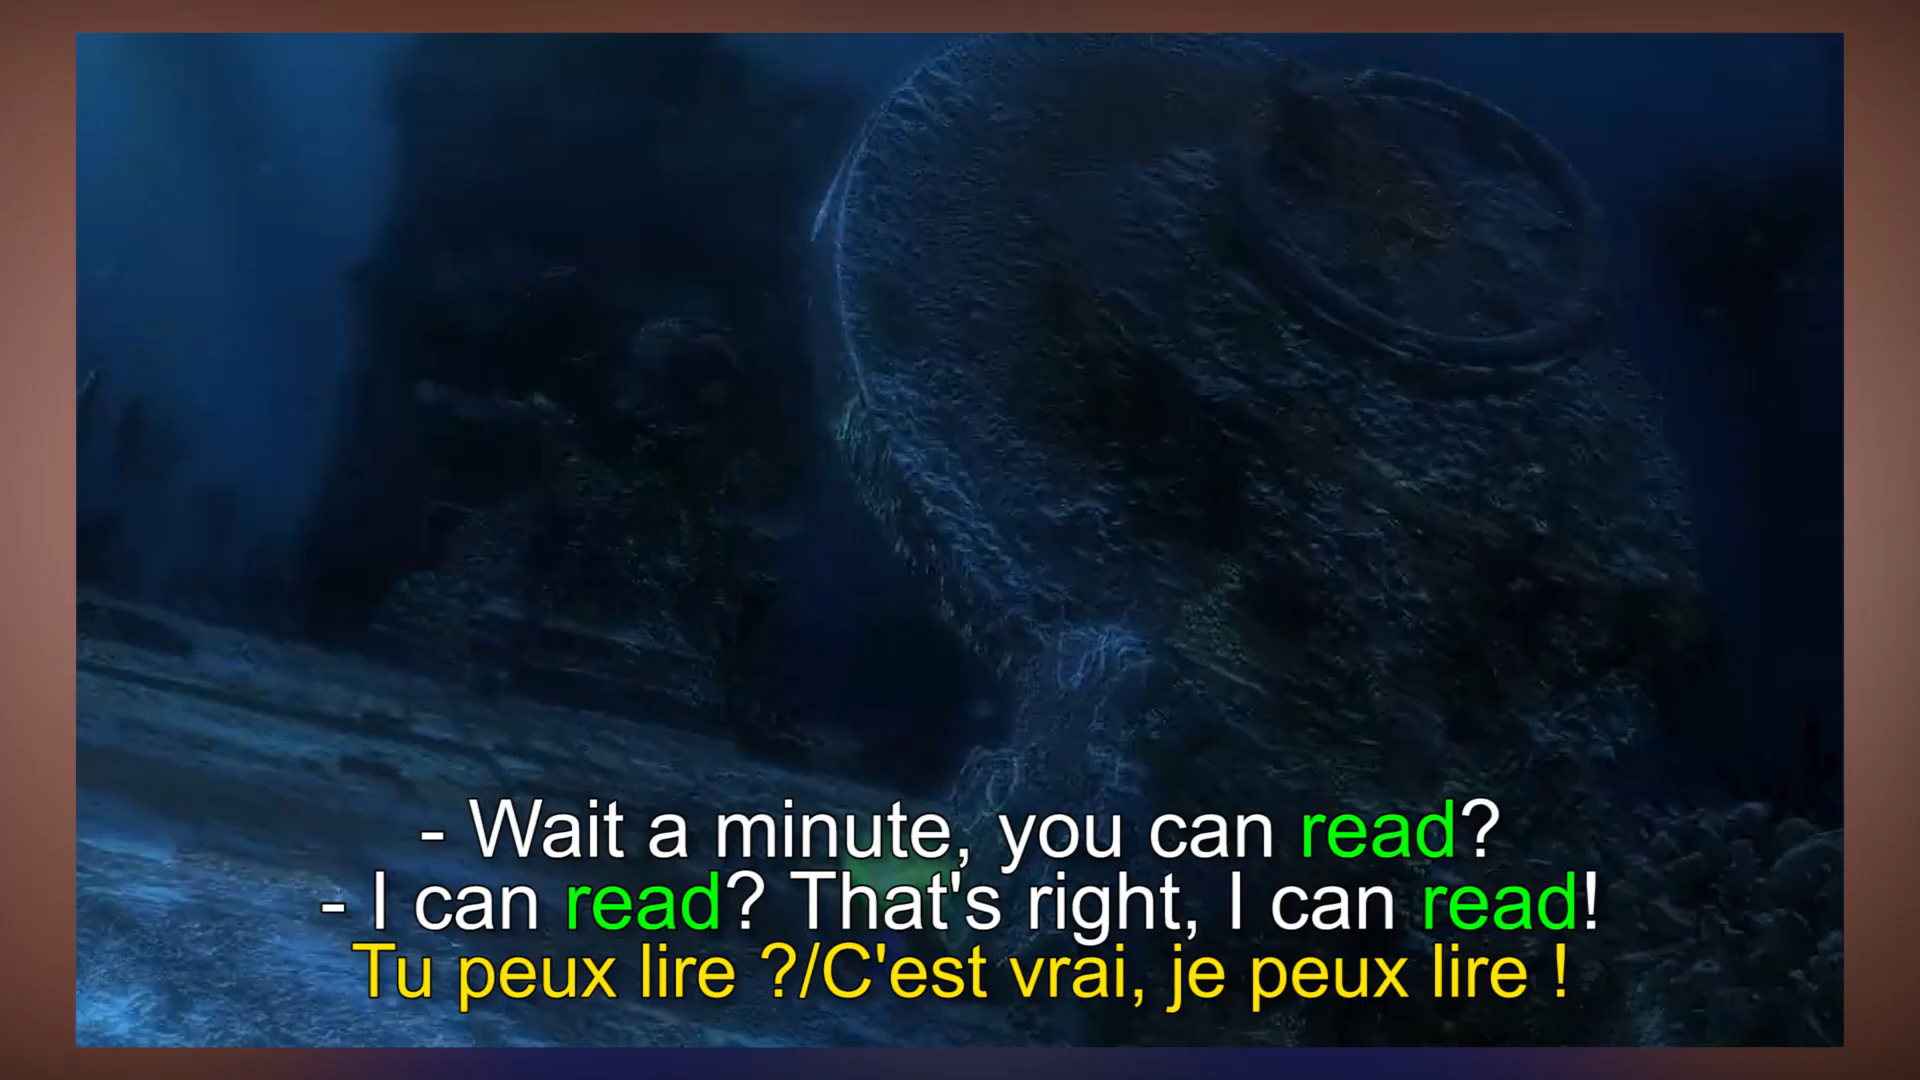 - Wait a minute, you can read?
- I can read? That's right, I can read!
Tu peux lire ?/C'est vrai, je peux lire !